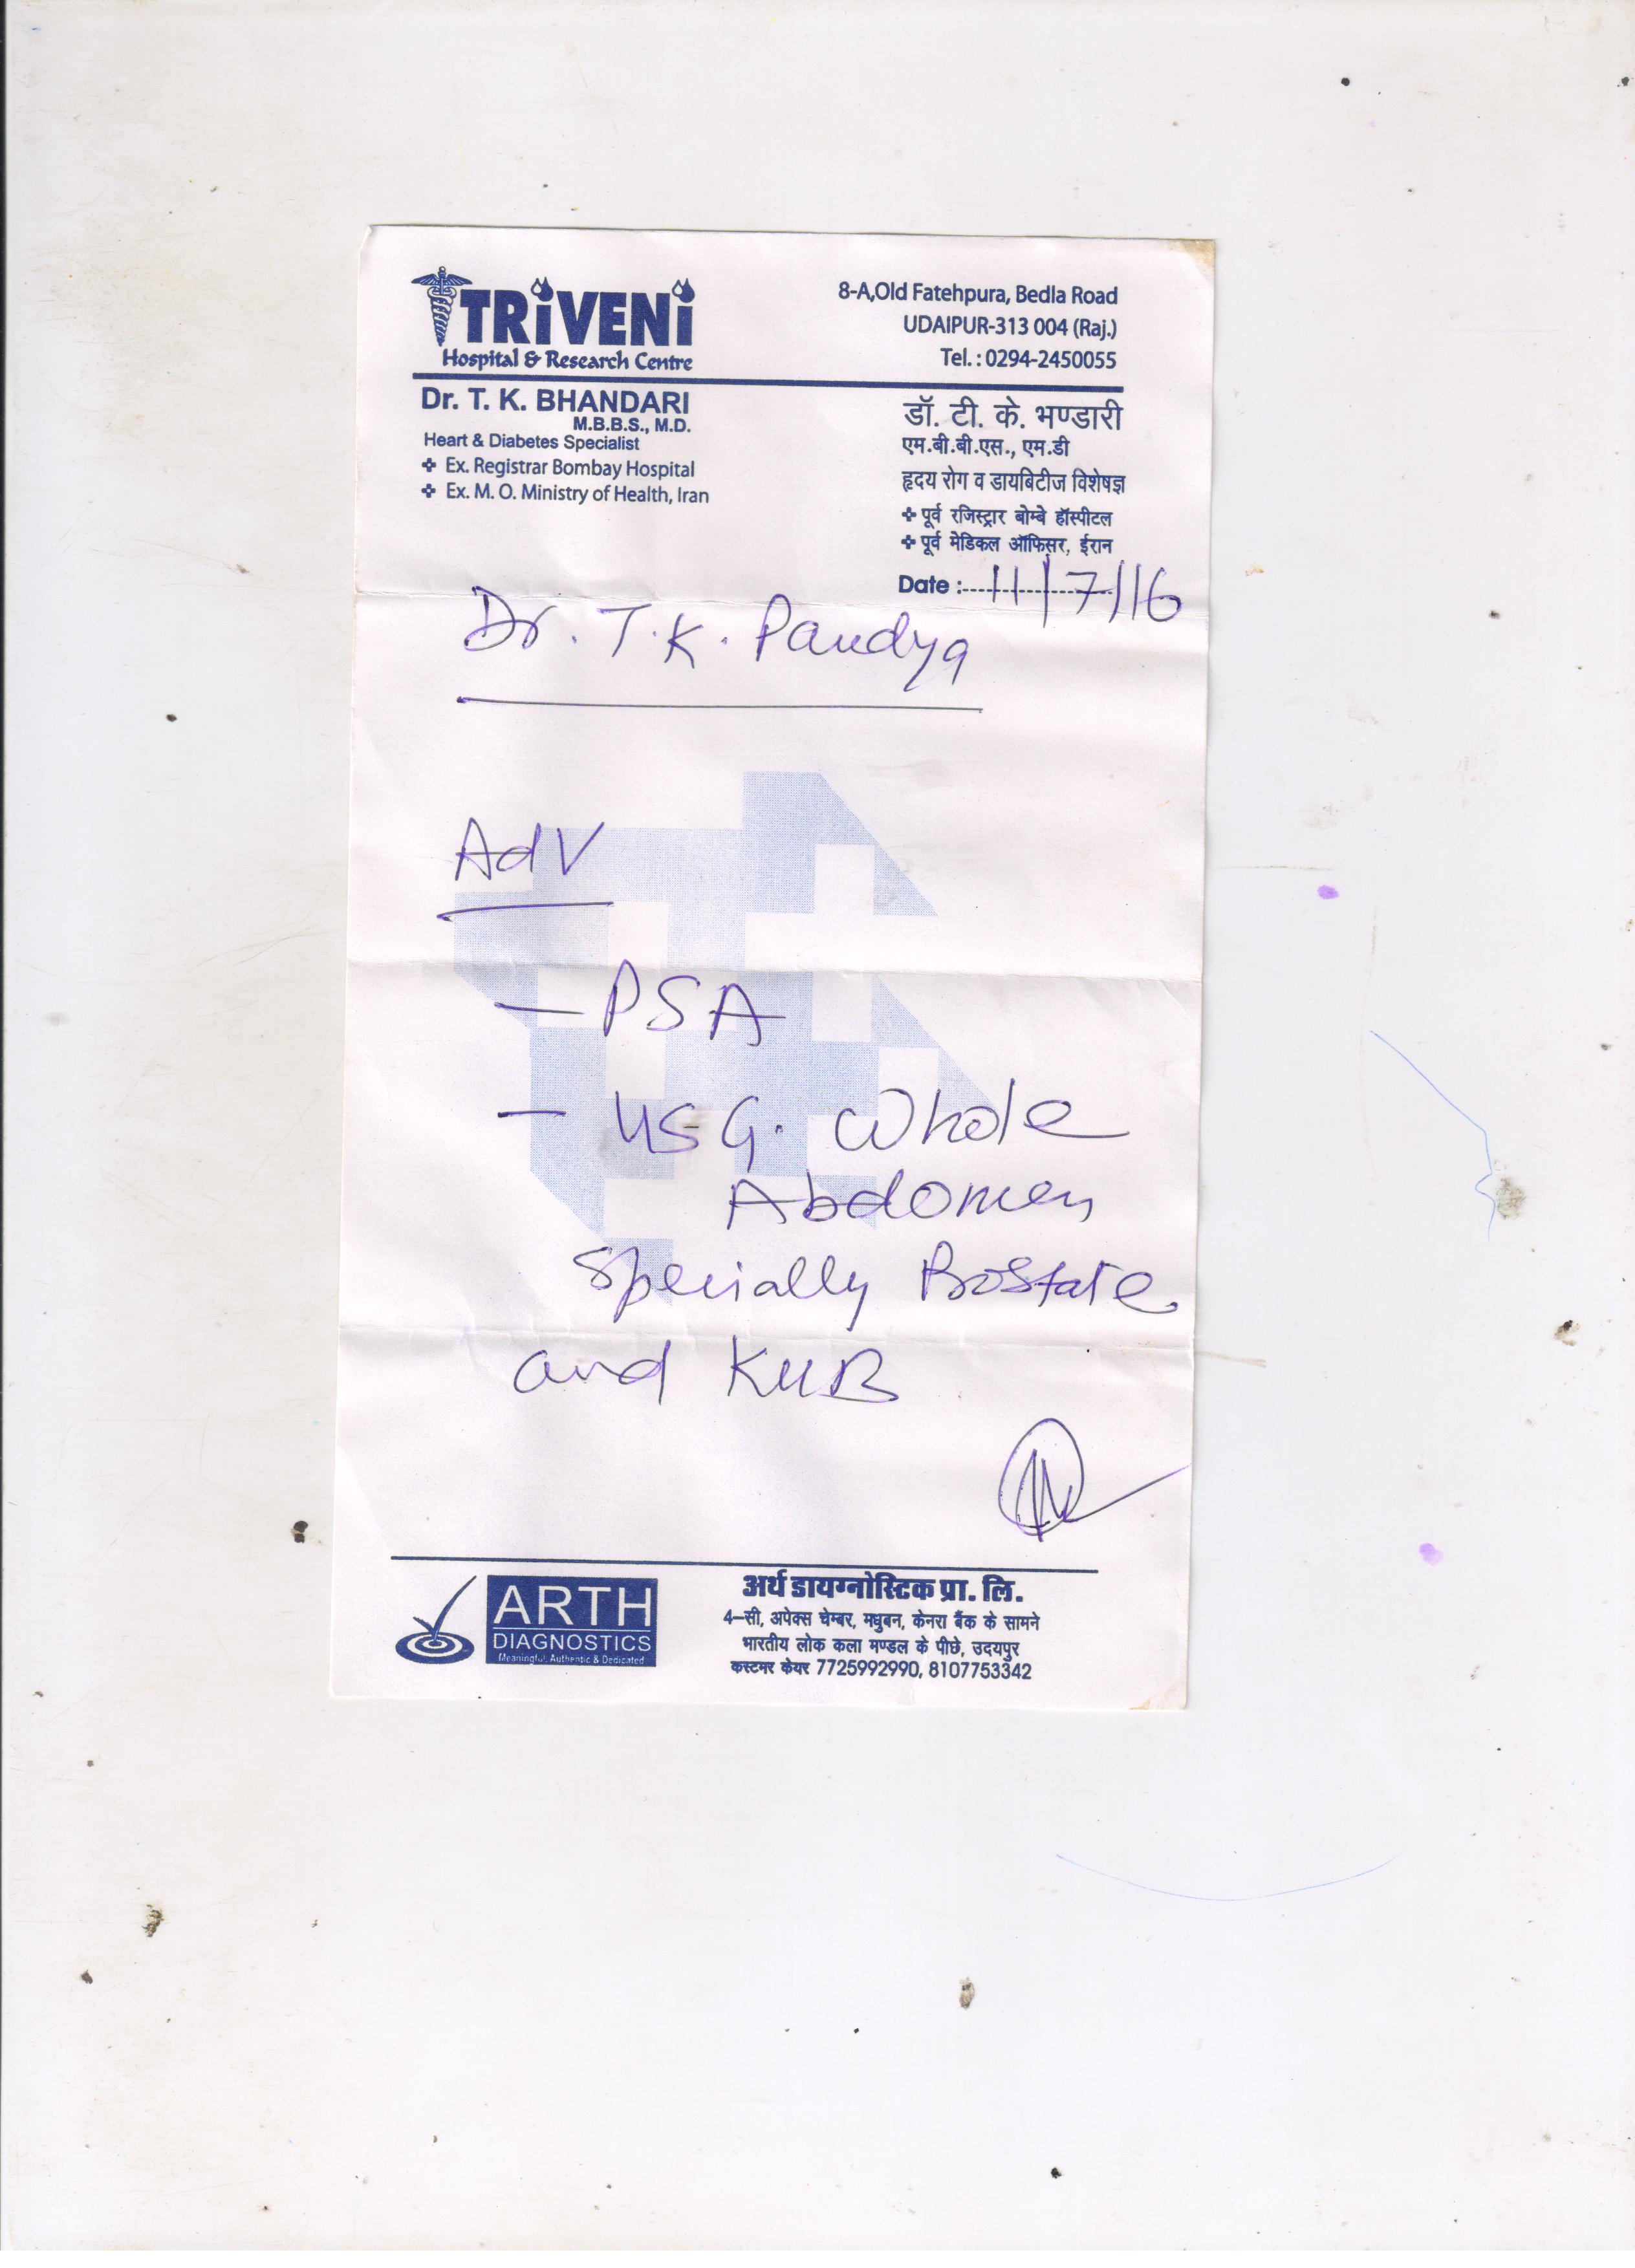 TRiVENi
Hospital & Research Centre
8-A,Old Fatehpura, Bedla Road
UDAIPUR-313 004 (Raj.)
Tel. : 0294-2450055
Dr. T. K. BHANDARI
M.B.B.S., M.D.
Heart & Diabetes Specialist
Ex. Registrar Bombay Hospital
Ex. M. O. Ministry of Health, Iran
डॉ. टी. के. भण्डारी
एम.बी.बी.एस., एम.डी
हृदय रोग व डायबिटीज विशेषज्ञ
पूर्व रजिस्ट्रार बोम्बे हॉस्पीटल
पूर्व मेडिकल ऑफिसर, ईरान
Date : 11/7/16
Dr. T.K. Pandya
Adv
- PSA
- USG. Whole
Abdomen
Specially Prostate
and KUB
ARTH
DIAGNOSTICS
Meaningful, Authentic & Dedicated
अर्थ डायग्नोस्टिक प्रा. लि.
4-सी, अपेक्स चेम्बर, मधुबन, केनरा बैंक के सामने
भारतीय लोक कला मण्डल के पीछे, उदयपुर
कस्टमर केयर 7725992990, 8107753342